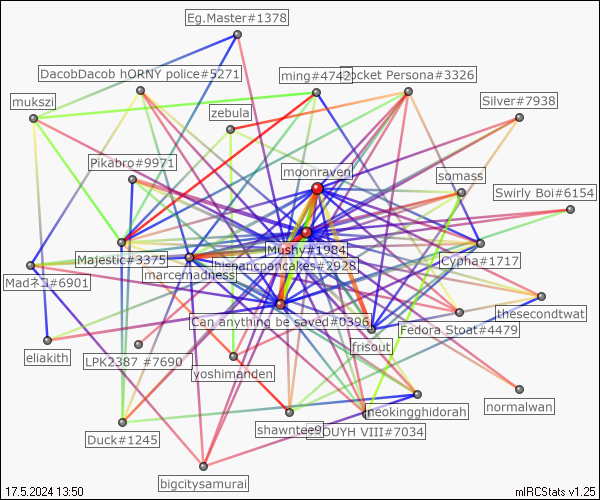 Eg.Master#1378
DacobDacob hORNY police#5271
ming#4742
ocket Persona#3326
mukszi
zebula
Silver#7938
Pikabro#9971
moonraven
somass
Swirly Boi#6154
Mushy#1984
Majestic#3375
hishancpancakes#2928
Cypha#1717
marcemadness
Madネコ#6901
thesecondtwat
Can anything be saved#0396
Fedora Stoat#4479
eliakith
LPK2387 #7690
frisout
yoshimanden
neokingghidorah
normalwan
shawntee9
OUYH VIII#7034
Duck#1245
bigcitysamurai
17.5.2024 13:50
mIRCStats v1.25